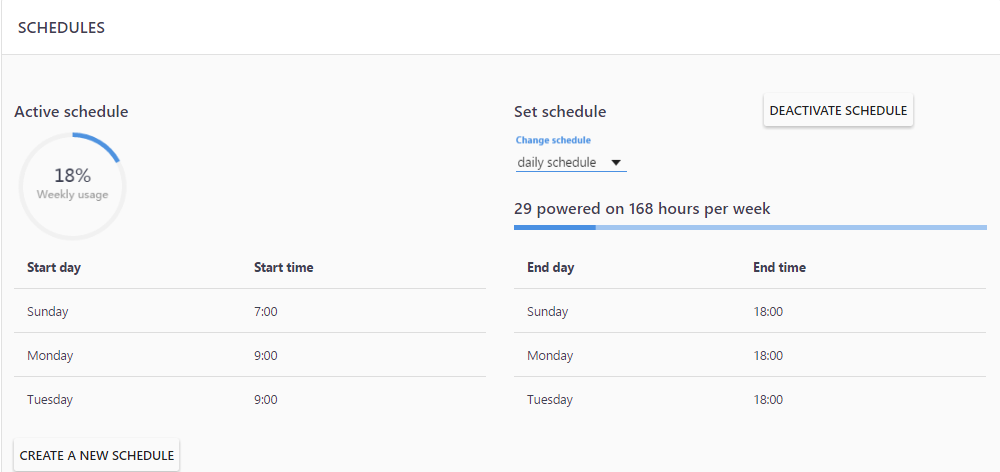 SCHEDULES
Active schedule
18%
Weekly usage
Set schedule
DEACTIVATE SCHEDULE
Change schedule
daily schedule
29 powered on 168 hours per week
Start day Start time End day End time
Sunday 7:00 Sunday 18:00
Monday 9:00 Monday 18:00
Tuesday 9:00 Tuesday 18:00
CREATE A NEW SCHEDULE